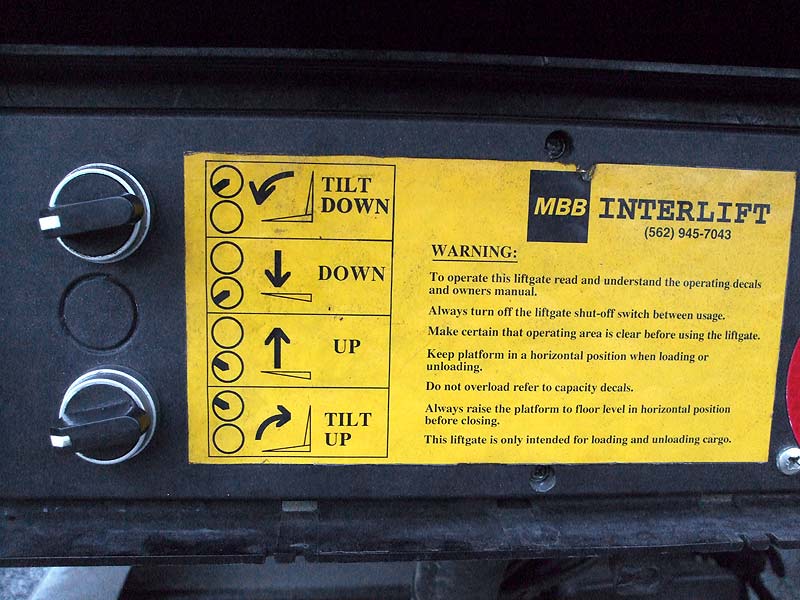 TILT
DOWN
DOWN
UP
TILT
UP
MBB INTERLIFT
(562) 945-7043
WARNING:
To operate this liftgate read and understand the operating decals
and owners manual.
Always turn off the liftgate shut-off switch between usage.
Make certain that operating area is clear before using the liftgate.
Keep platform in a horizontal position when loading or
unloading.
Do not overload refer to capacity decals.
Always raise the platform to floor level in horizontal position
before closing.
This liftgate is only intended for loading and unloading cargo.